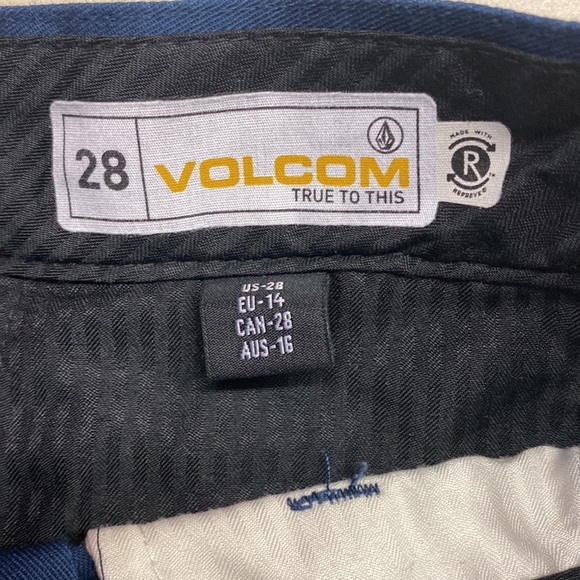 28
VOLCOM
TRUE TO THIS
MADE WITH
R
REPREVE®
US-28
EU-14
CAN-28
AUS-16